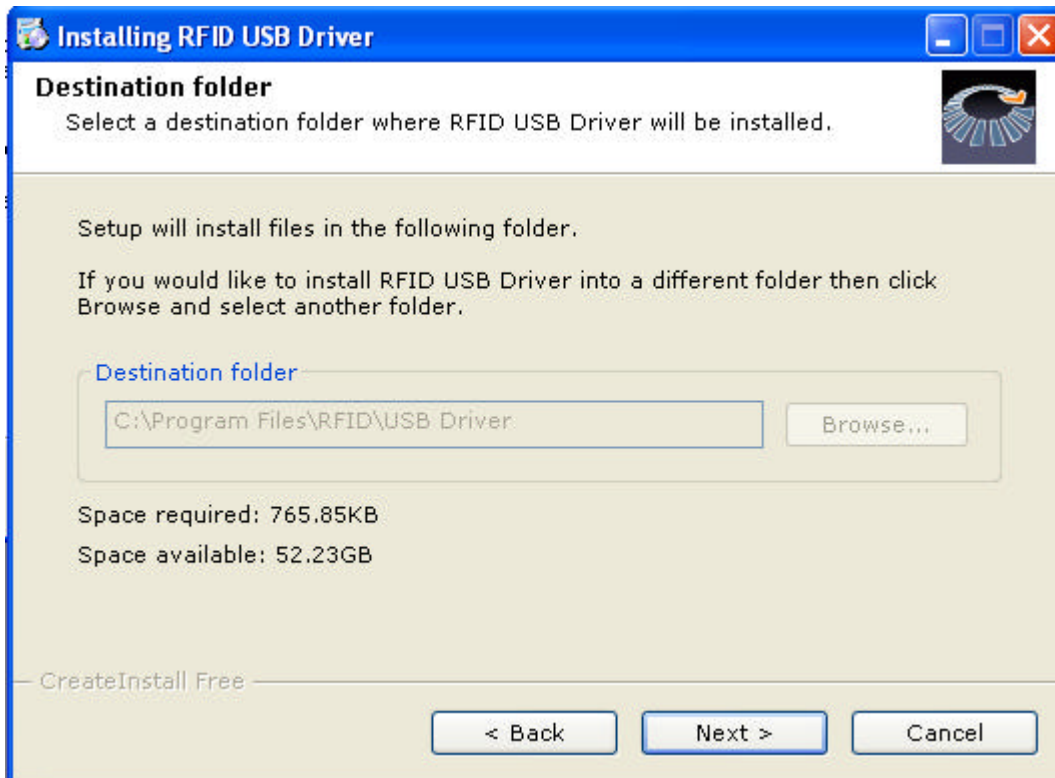 Installing RFID USB Driver
Destination folder
Select a destination folder where RFID USB Driver will be installed.
Setup will install files in the following folder.
If you would like to install RFID USB Driver into a different folder then click
Browse and select another folder.
Destination folder
C:\Program Files\RFID\USB Driver
Browse...
Space required: 765.85KB
Space available: 52.23GB
CreateInstall Free
< Back
Next >
Cancel